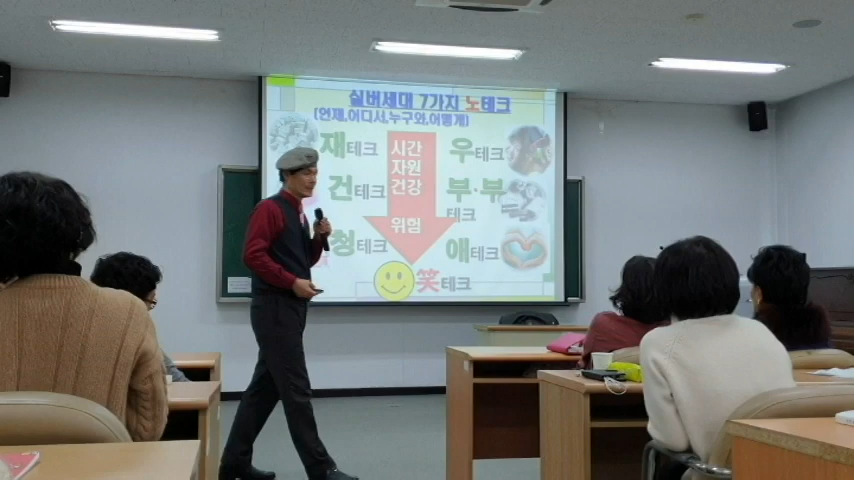 실버세대 7가지 노테크
(언제,어디서,누구와,어떻게)
재테크
시간
우테크
자원
건테크
건강
부·부
테크
위험
청테크
애테크
笑테크